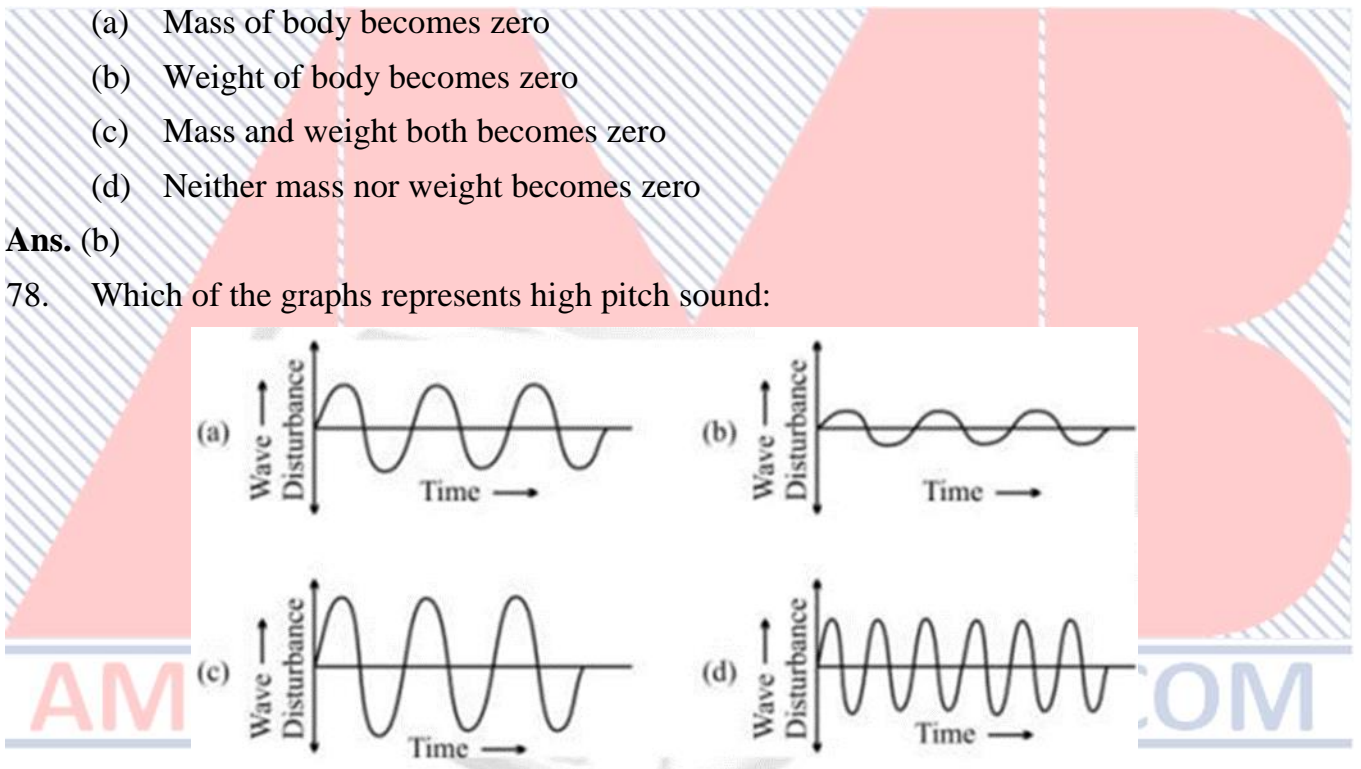 (a) Mass of body becomes zero
(b) Weight of body becomes zero
(c) Mass and weight both becomes zero
(d) Neither mass nor weight becomes zero
Ans. (b)
78. Which of the graphs represents high pitch sound:
(a) Wave Disturbance Time
(b) Wave Disturbance Time
(c) Wave Disturbance Time
(d) Wave Disturbance Time
AM
COM